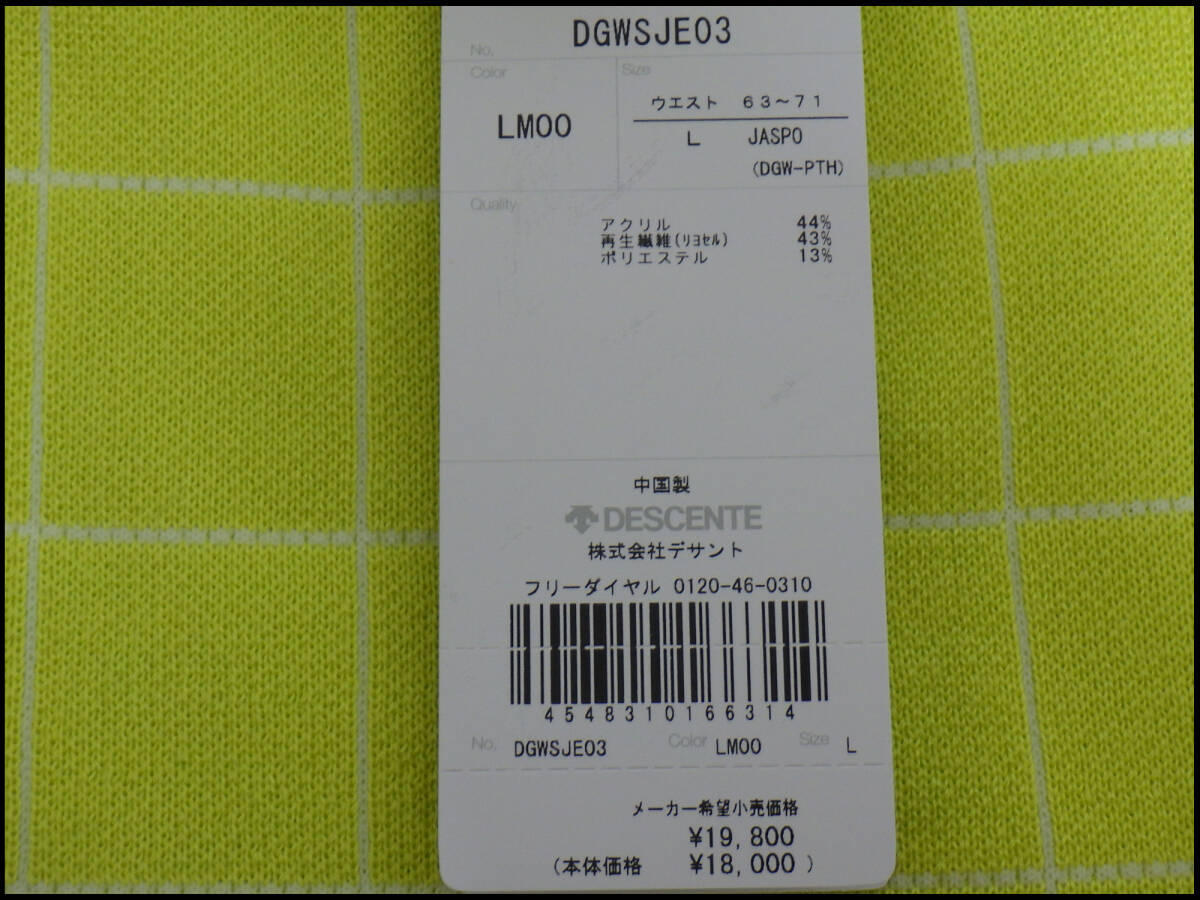 DGWSJE03
No.
Color
Size
LM00
ウエスト 63~71
L JASPO
(DGW-PTH)
Quality
アクリル 44%
再生繊維(リヨセル) 43%
ポリエステル 13%
中国製
DESCENTE
株式会社デサント
フリーダイヤル 0120-46-0310
4548310166314
No. DGWSJE03 Color LM00 Size L
メーカー希望小売価格
¥19,800
(本体価格 ¥18,000)